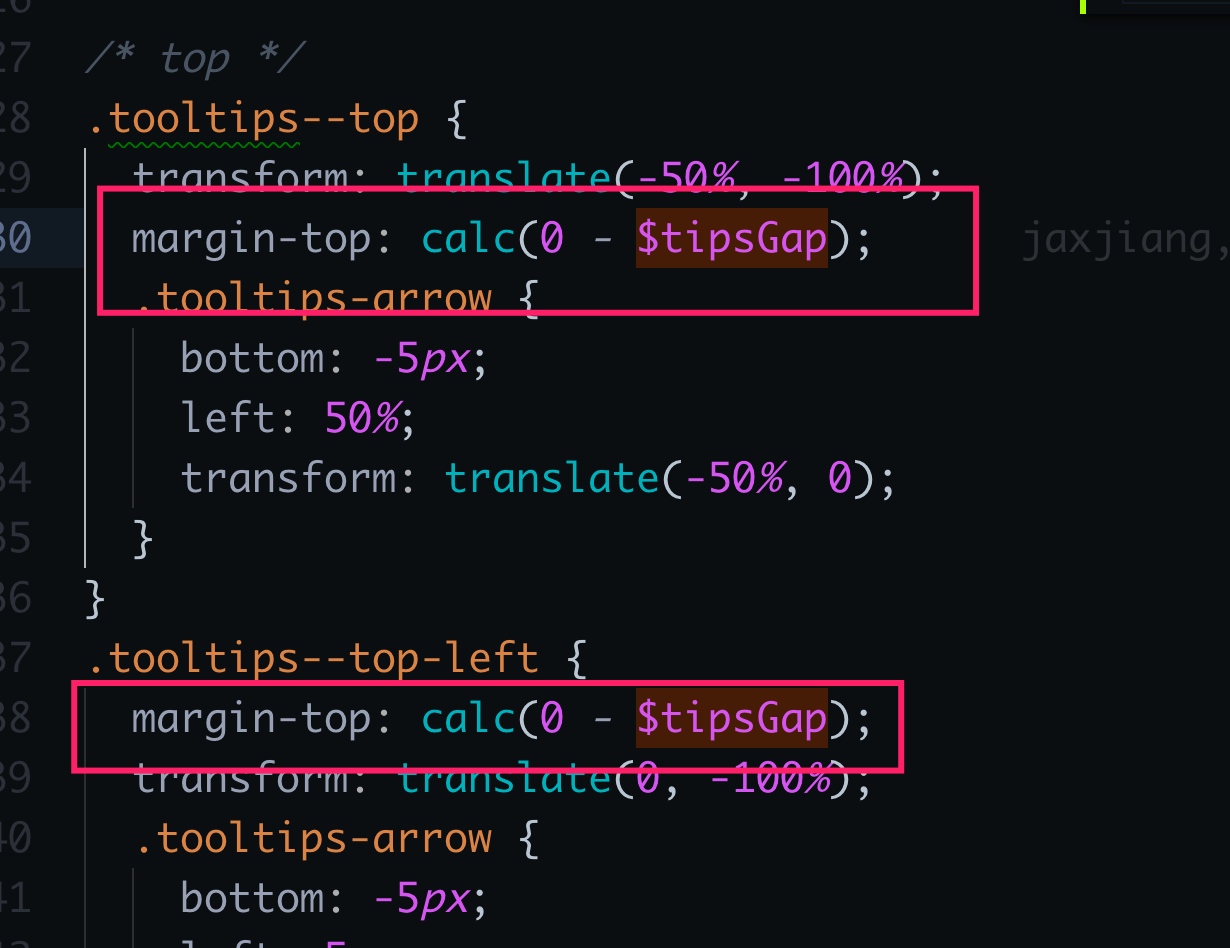 27 /* top */
28 .tooltips--top {
29 transform: translate(-50%, -100%);
30 margin-top: calc(0 - $tipsGap); jaxjiang,
31 .tooltips-arrow {
32 bottom: -5px;
33 left: 50%;
34 transform: translate(-50%, 0);
35 }
36 }
37 .tooltips--top-left {
38 margin-top: calc(0 - $tipsGap);
39 transform: translate(0, -100%);
40 .tooltips-arrow {
41 bottom: -5px;